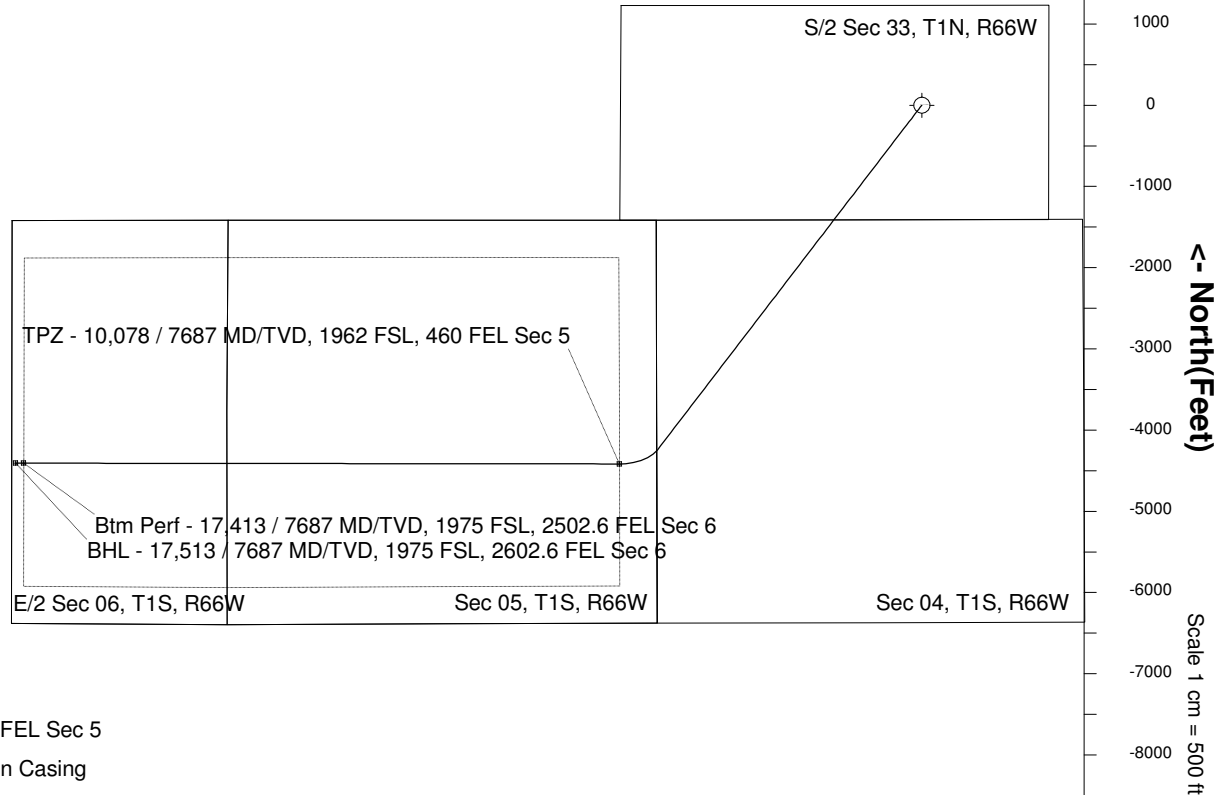 S/2 Sec 33, T1N, R66W
TPZ - 10,078 / 7687 MD/TVD, 1962 FSL, 460 FEL Sec 5
Btm Perf - 17,413 / 7687 MD/TVD, 1975 FSL, 2502.6 FEL Sec 6
BHL - 17,513 / 7687 MD/TVD, 1975 FSL, 2602.6 FEL Sec 6
E/2 Sec 06, T1S, R66W
Sec 05, T1S, R66W
Sec 04, T1S, R66W
FEL Sec 5
n Casing
1000
0
-1000
-2000
-3000
-4000
-5000
-6000
-7000
-8000
<- North(Feet)
Scale 1 cm = 500 ft